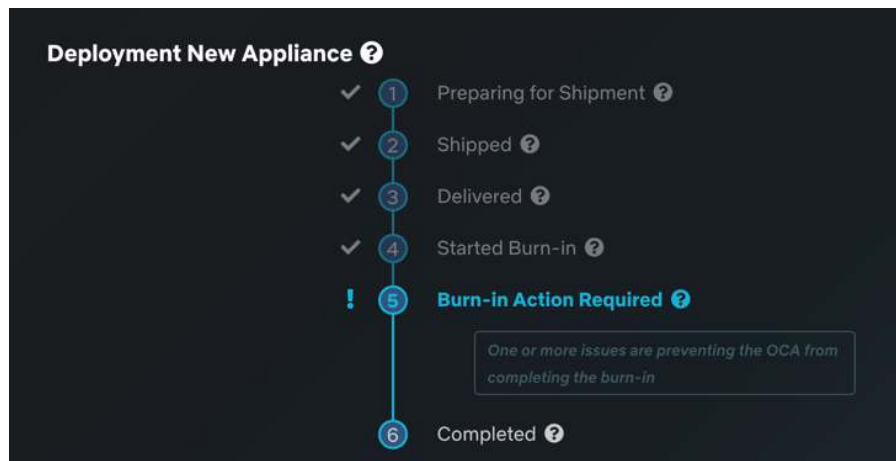 Deployment New Appliance ?
1 Preparing for Shipment ?
2 Shipped ?
3 Delivered ?
4 Started Burn-in ?
! 5 Burn-in Action Required ?
One or more issues are preventing the OCA from
completing the burn-in
6 Completed ?